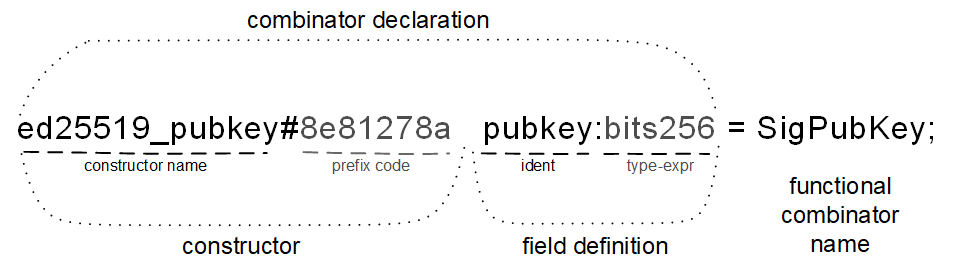 combinator declaration
ed25519_pubkey#8e81278a pubkey:bits256 = SigPubKey;
constructor name prefix code ident type-expr
functional
combinator
name
constructor field definition